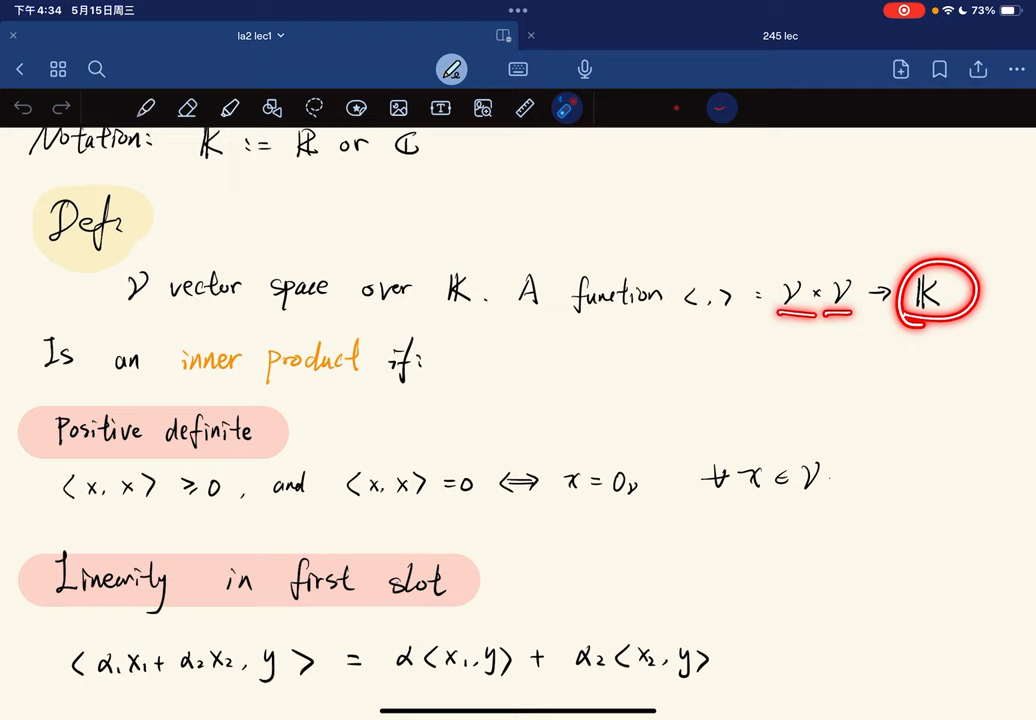 下午4:34 5月15日周三
73%
la2 lec1
245 lec
Notation: 𝕂 := ℝ or ℂ
Def:
V vector space over 𝕂. A function <,> : V × V → 𝕂
Is an inner product if:
Positive definite
<x, x> ≥ 0, and <x, x> = 0 ⟺ x = 0ᵥ ∀ x ∈ V.
Linearity in first slot
<α₁x₁ + α₂x₂, y> = α<x₁, y> + α₂<x₂, y>